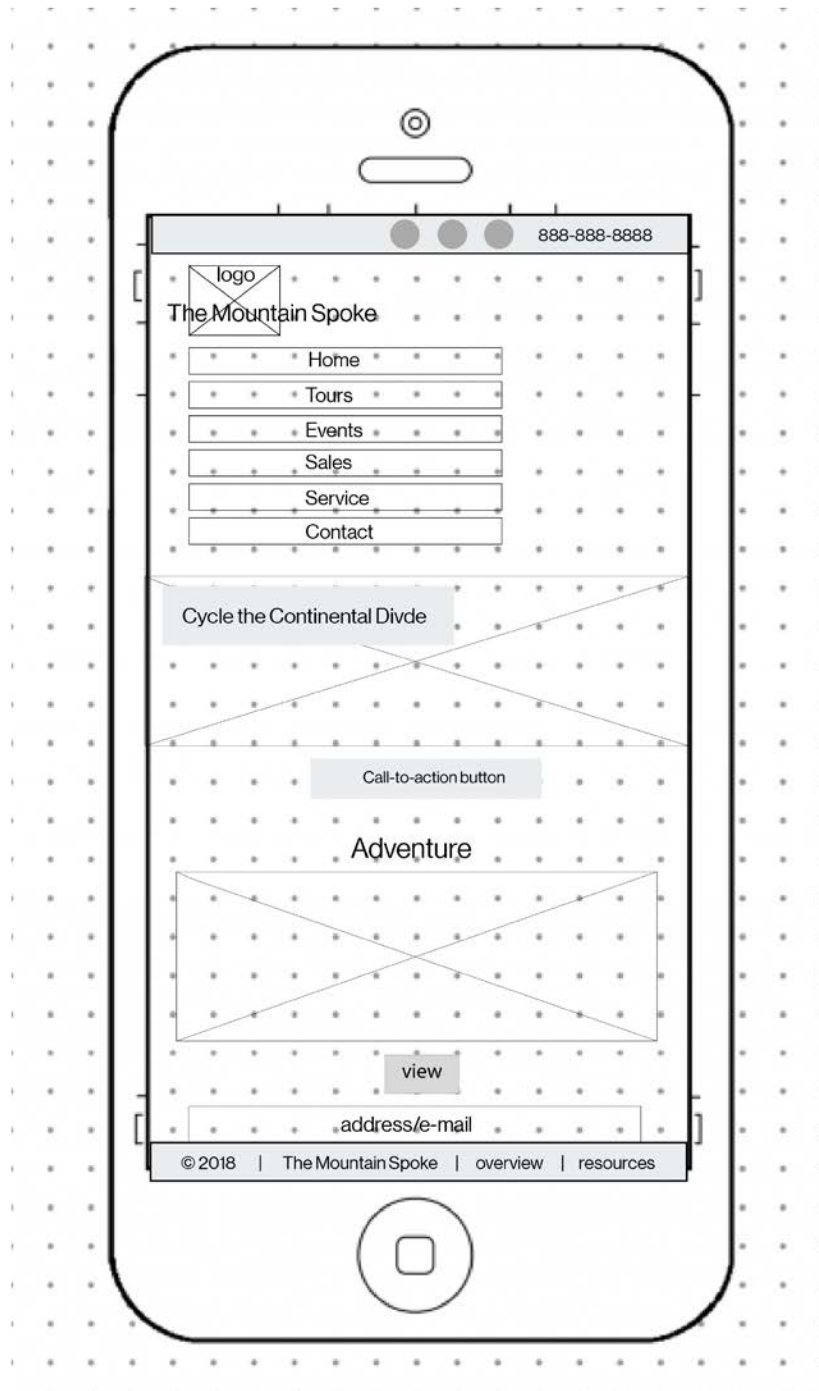 888-888-8888
logo
The Mountain Spoke
Home
Tours
Events
Sales
Service
Contact
Cycle the Continental Divde
Call-to-action button
Adventure
view
address/e-mail
© 2018 | The Mountain Spoke | overview | resources